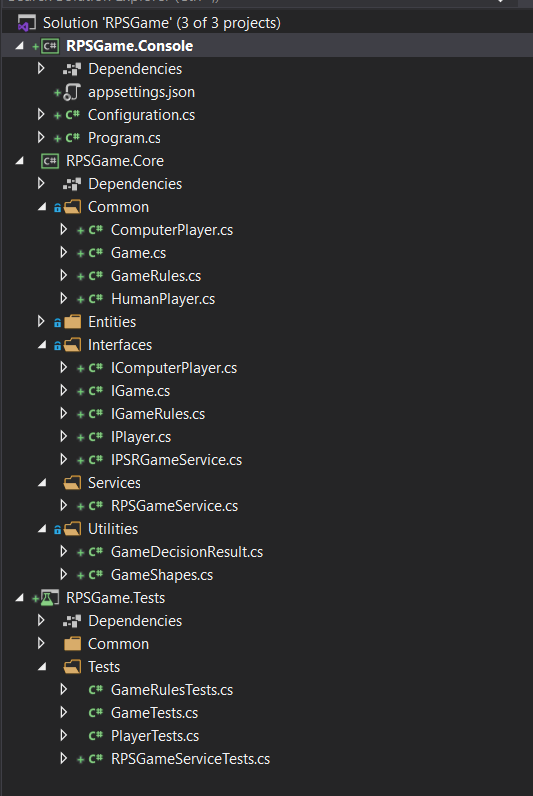 Solution 'RPSGame' (3 of 3 projects)
RPSGame.Console
Dependencies
appsettings.json
Configuration.cs
Program.cs
RPSGame.Core
Dependencies
Common
ComputerPlayer.cs
Game.cs
GameRules.cs
HumanPlayer.cs
Entities
Interfaces
IComputerPlayer.cs
IGame.cs
IGameRules.cs
IPlayer.cs
IPSRGameService.cs
Services
RPSGameService.cs
Utilities
GameDecisionResult.cs
GameShapes.cs
RPSGame.Tests
Dependencies
Common
Tests
GameRulesTests.cs
GameTests.cs
PlayerTests.cs
RPSGameServiceTests.cs